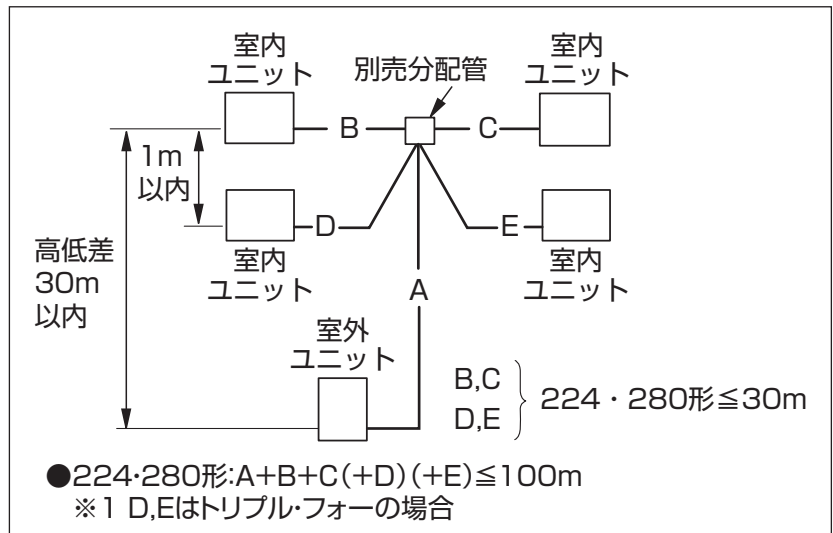 室内
ユニット
別売分配管
室内
ユニット
B
C
1m
以内
D
E
高低差
30m
以内
室内
ユニット
A
室内
ユニット
室外
ユニット
B,C
D,E
224・280形≦30m
●224・280形:A+B+C(+D)(+E)≦100m
※1 D,Eはトリプル・フォーの場合